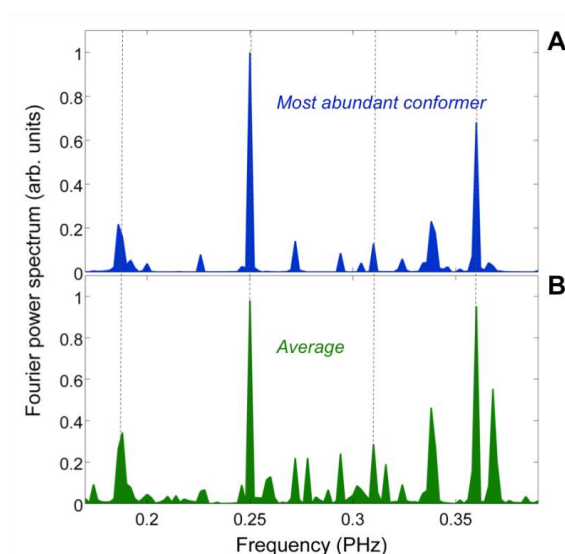 A
Fourier power spectrum (arb. units)
1
0.8
0.6
0.4
0.2
0
Most abundant conformer
B
1
0.8
0.6
0.4
0.2
0
Average
0.2
0.25
0.3
0.35
Frequency (PHz)